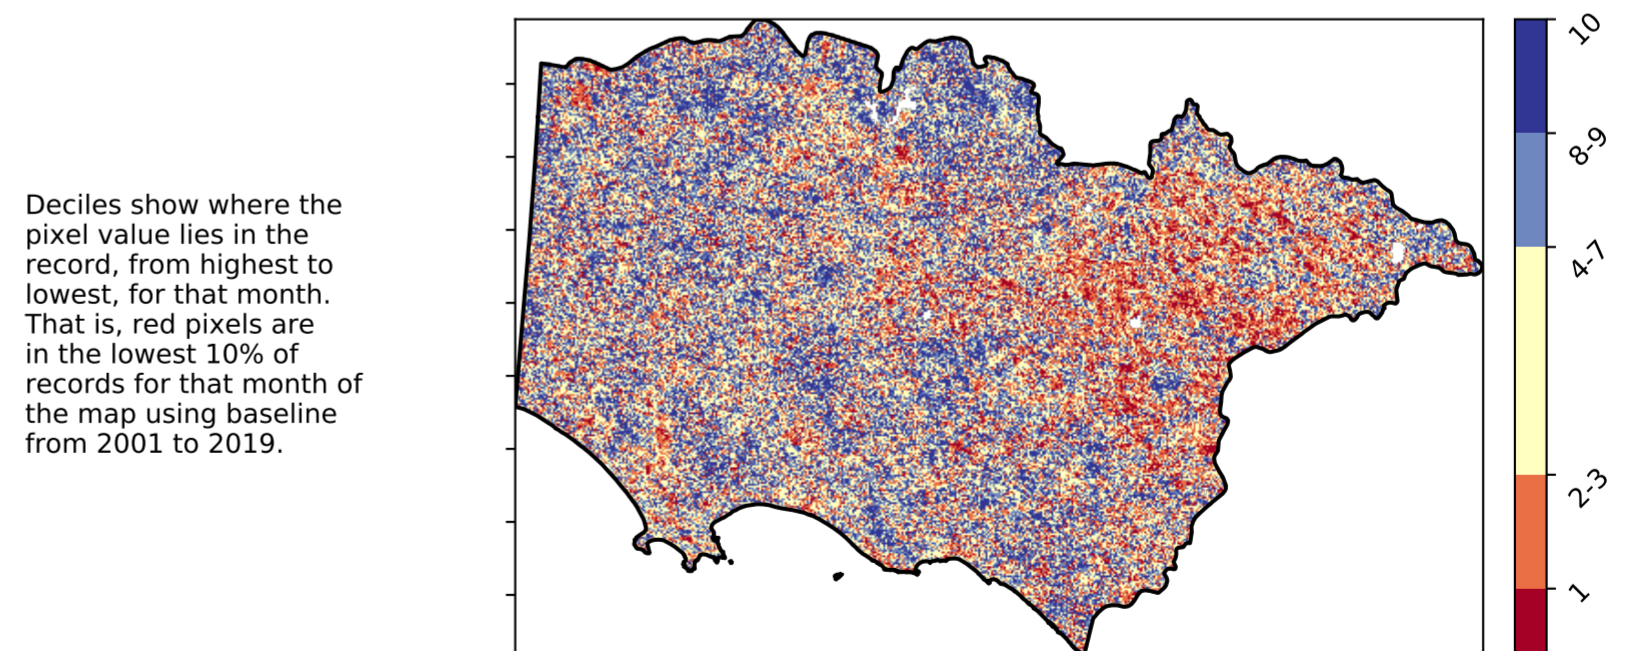 Deciles show where the
pixel value lies in the
record, from highest to
lowest, for that month.
That is, red pixels are
in the lowest 10% of
records for that month of
the map using baseline
from 2001 to 2019.
10
8-9
4-7
2-3
1